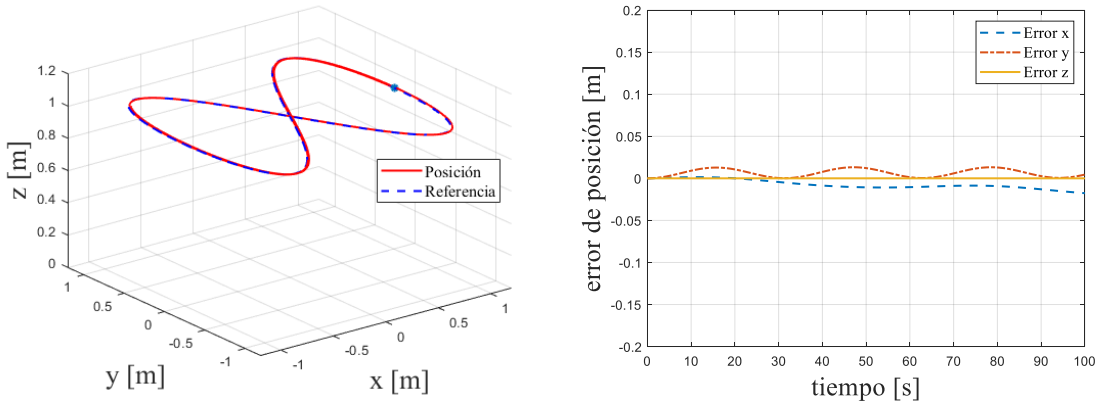 1.2
1
0.8
0.6
0.4
0.2
0
z [m]
1
0.5
0
-0.5
-1
y [m]
-1
-0.5
0
0.5
1
x [m]
Posición
Referencia
0.2
0.15
0.1
0.05
0
-0.05
-0.1
-0.15
-0.2
error de posición [m]
Error x
Error y
Error z
0 10 20 30 40 50 60 70 80 90 100
tiempo [s]